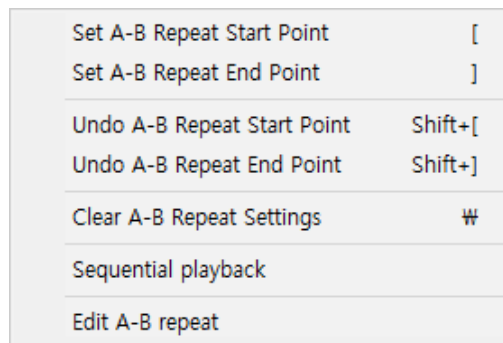 Set A-B Repeat Start Point [
Set A-B Repeat End Point ]
Undo A-B Repeat Start Point Shift+[
Undo A-B Repeat End Point Shift+]
Clear A-B Repeat Settings ₩
Sequential playback
Edit A-B repeat